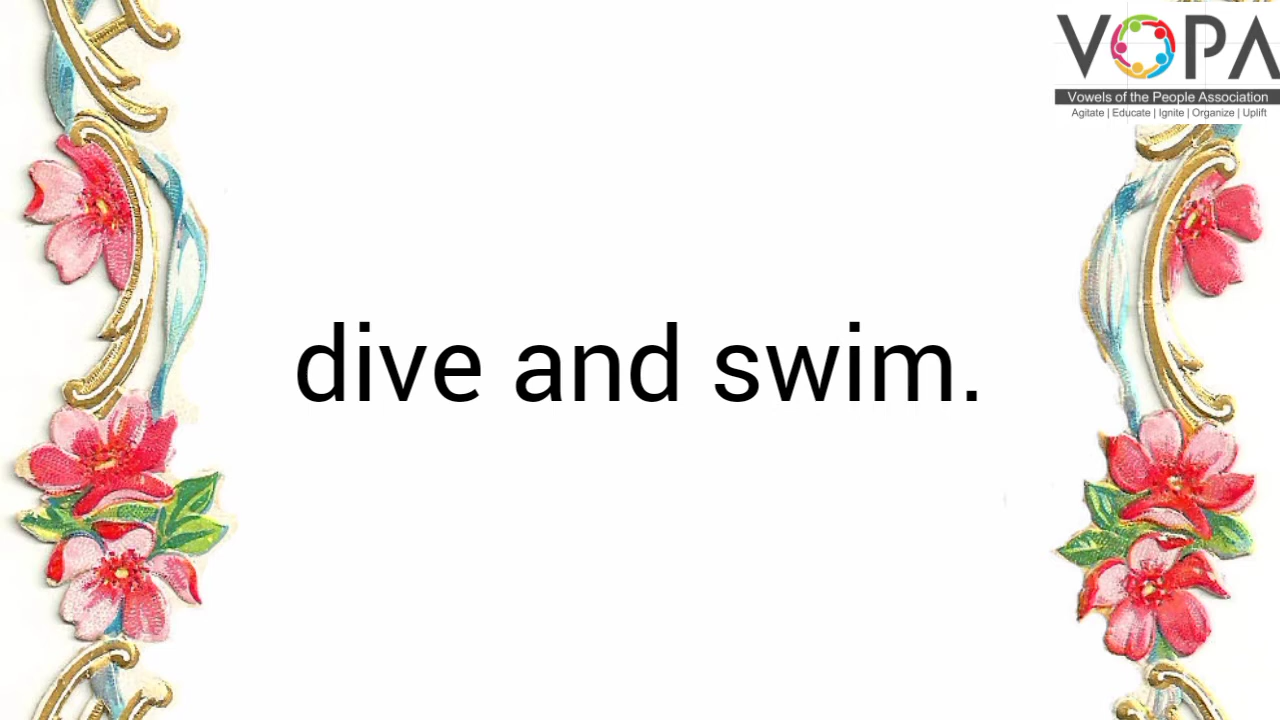 VOPA
Vowels of the People Association
Agitate | Educate | Ignite | Organize | Uplift
dive and swim.